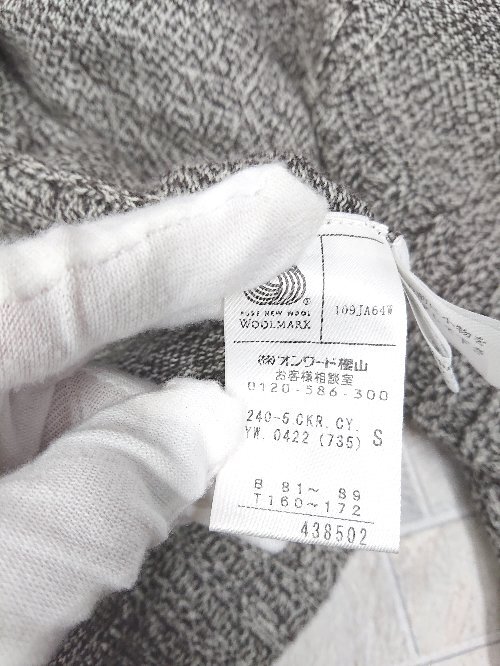 PURE NEW WOOL
WOOLMARK
109JA64W
(株)オンワード樫山
お客様相談室
0120-586-300
240-5.CKR.CY.
YW.0422 (735) S
B 81～ 89
T160～172
438502